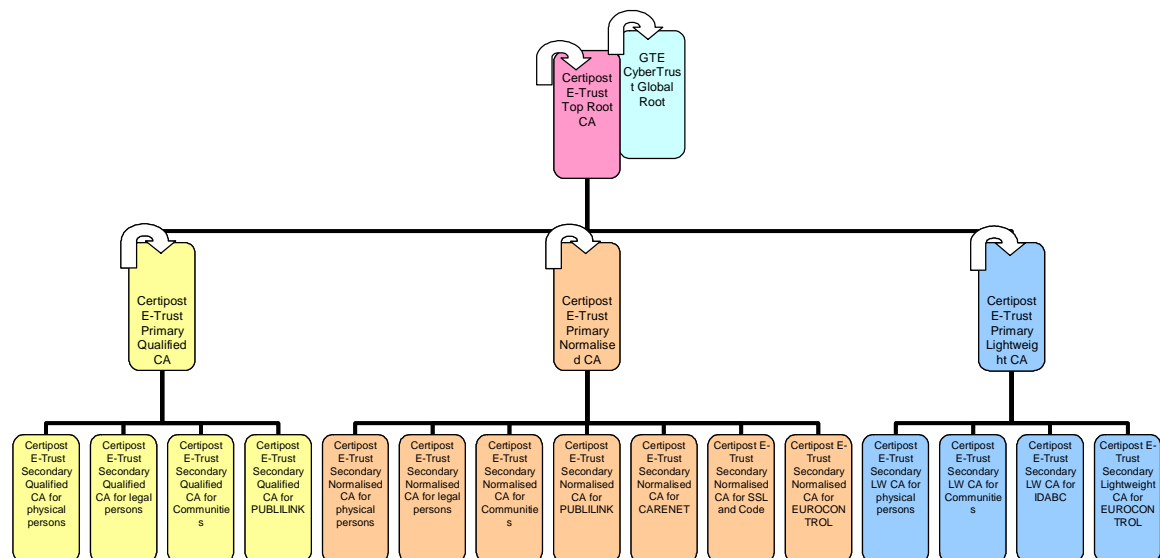 GTE
CyberTrus
t Global
Root
Certipost
E-Trust
Top Root
CA
Certipost
E-Trust
Primary
Qualified
CA
Certipost
E-Trust
Primary
Normalise
d CA
Certipost
E-Trust
Primary
Lightweig
ht CA
Certipost
E-Trust
Secondary
Qualified
CA for
physical
persons
Certipost
E-Trust
Secondary
Qualified
CA for legal
persons
Certipost
E-Trust
Secondary
Qualified
CA for
Communitie
s
Certipost
E-Trust
Secondary
Qualified
CA for
PUBLILINK
Certipost
E-Trust
Secondary
Normalised
CA for
physical
persons
Certipost
E-Trust
Secondary
Normalised
CA for legal
persons
Certipost
E-Trust
Secondary
Normalised
CA for
Communitie
s
Certipost
E-Trust
Secondary
Normalised
CA for
PUBLILINK
Certipost
E-Trust
Secondary
Normalised
CA for
CARENET
Certipost E-
Trust
Secondary
Normalised
CA for SSL
and Code
Certipost E-
Trust
Secondary
Normalised
CA for
EUROCON
TROL
Certipost
E-Trust
Secondary
LW CA for
physical
persons
Certipost
E-Trust
Secondary
LW CA for
Communitie
s
Certipost
E-Trust
Secondary
LW CA for
IDABC
Certipost E-
Trust
Secondary
Lightweight
CA for
EUROCON
TROL